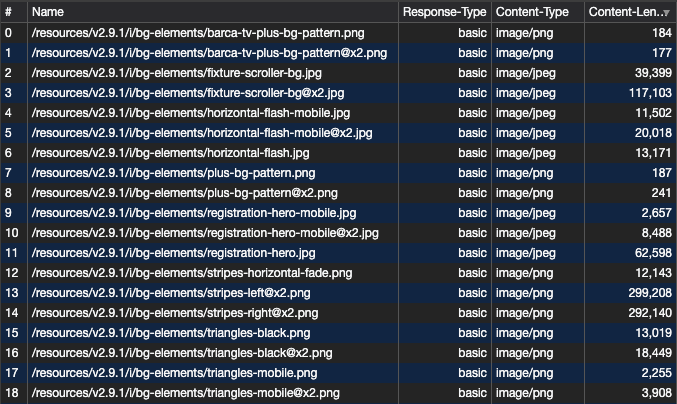 # Name Response-Type Content-Type Content-Len...▼
0 /resources/v2.9.1/i/bg-elements/barca-tv-plus-bg-pattern.png basic image/png 184
1 /resources/v2.9.1/i/bg-elements/barca-tv-plus-bg-pattern@x2.png basic image/png 177
2 /resources/v2.9.1/i/bg-elements/fixture-scroller-bg.jpg basic image/jpeg 39,399
3 /resources/v2.9.1/i/bg-elements/fixture-scroller-bg@x2.jpg basic image/jpeg 117,103
4 /resources/v2.9.1/i/bg-elements/horizontal-flash-mobile.jpg basic image/jpeg 11,502
5 /resources/v2.9.1/i/bg-elements/horizontal-flash-mobile@x2.jpg basic image/jpeg 20,018
6 /resources/v2.9.1/i/bg-elements/horizontal-flash.jpg basic image/jpeg 13,171
7 /resources/v2.9.1/i/bg-elements/plus-bg-pattern.png basic image/png 187
8 /resources/v2.9.1/i/bg-elements/plus-bg-pattern@x2.png basic image/png 241
9 /resources/v2.9.1/i/bg-elements/registration-hero-mobile.jpg basic image/jpeg 2,657
10 /resources/v2.9.1/i/bg-elements/registration-hero-mobile@x2.jpg basic image/jpeg 8,488
11 /resources/v2.9.1/i/bg-elements/registration-hero.jpg basic image/jpeg 62,598
12 /resources/v2.9.1/i/bg-elements/stripes-horizontal-fade.png basic image/png 12,143
13 /resources/v2.9.1/i/bg-elements/stripes-left@x2.png basic image/png 299,208
14 /resources/v2.9.1/i/bg-elements/stripes-right@x2.png basic image/png 292,140
15 /resources/v2.9.1/i/bg-elements/triangles-black.png basic image/png 13,019
16 /resources/v2.9.1/i/bg-elements/triangles-black@x2.png basic image/png 18,449
17 /resources/v2.9.1/i/bg-elements/triangles-mobile.png basic image/png 2,255
18 /resources/v2.9.1/i/bg-elements/triangles-mobile@x2.png basic image/png 3,908